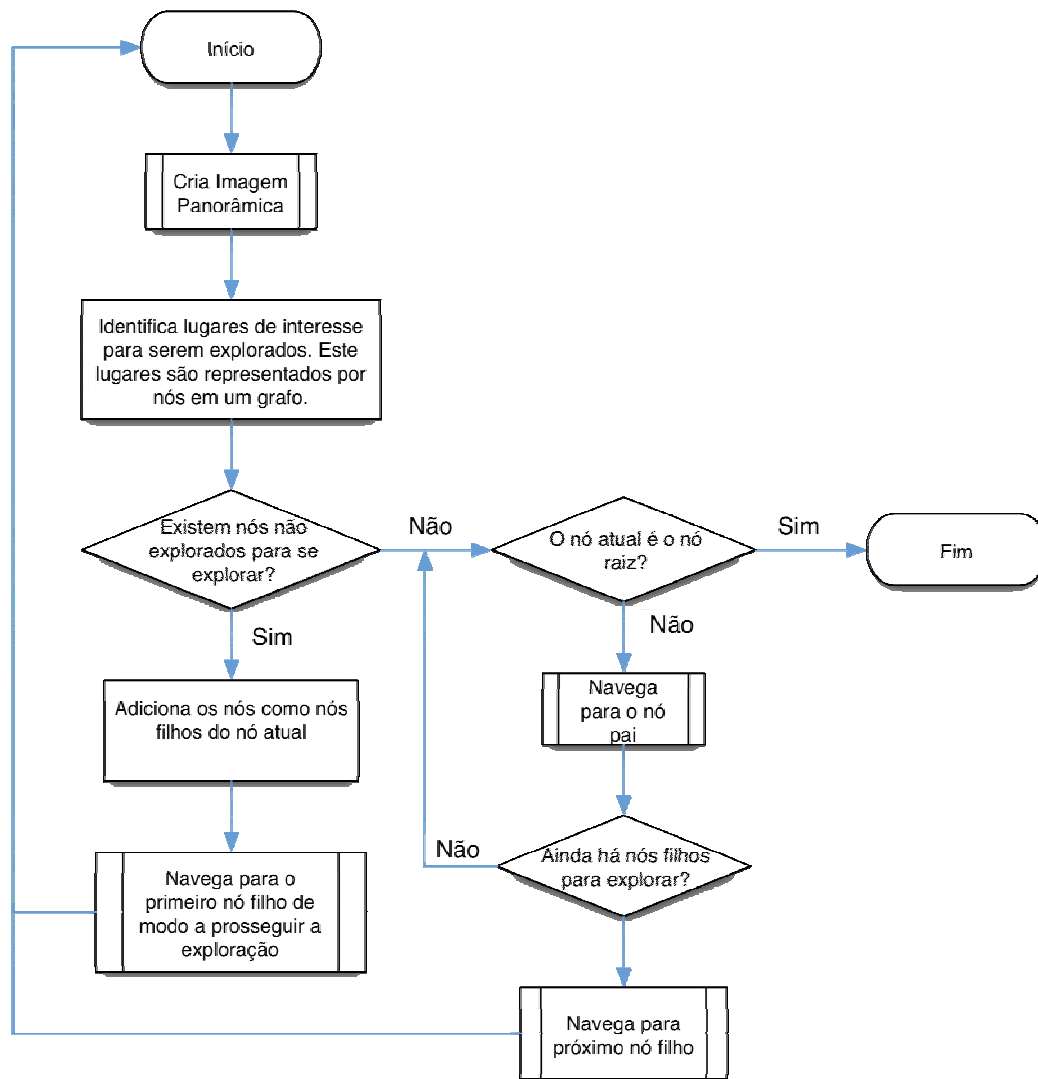 Início
Cria Imagem
Panorâmica
Identifica lugares de interesse
para serem explorados. Este
lugares são representados por
nós em um grafo.
Existem nós não
explorados para se
explorar?
Não
O nó atual é o nó
raiz?
Sim
Fim
Sim
Não
Adiciona os nós como nós
filhos do nó atual
Navega
para o nó
pai
Navega para o
primeiro nó filho de
modo a prosseguir a
exploração
Não
Ainda há nós filhos
para explorar?
Navega para
próximo nó filho